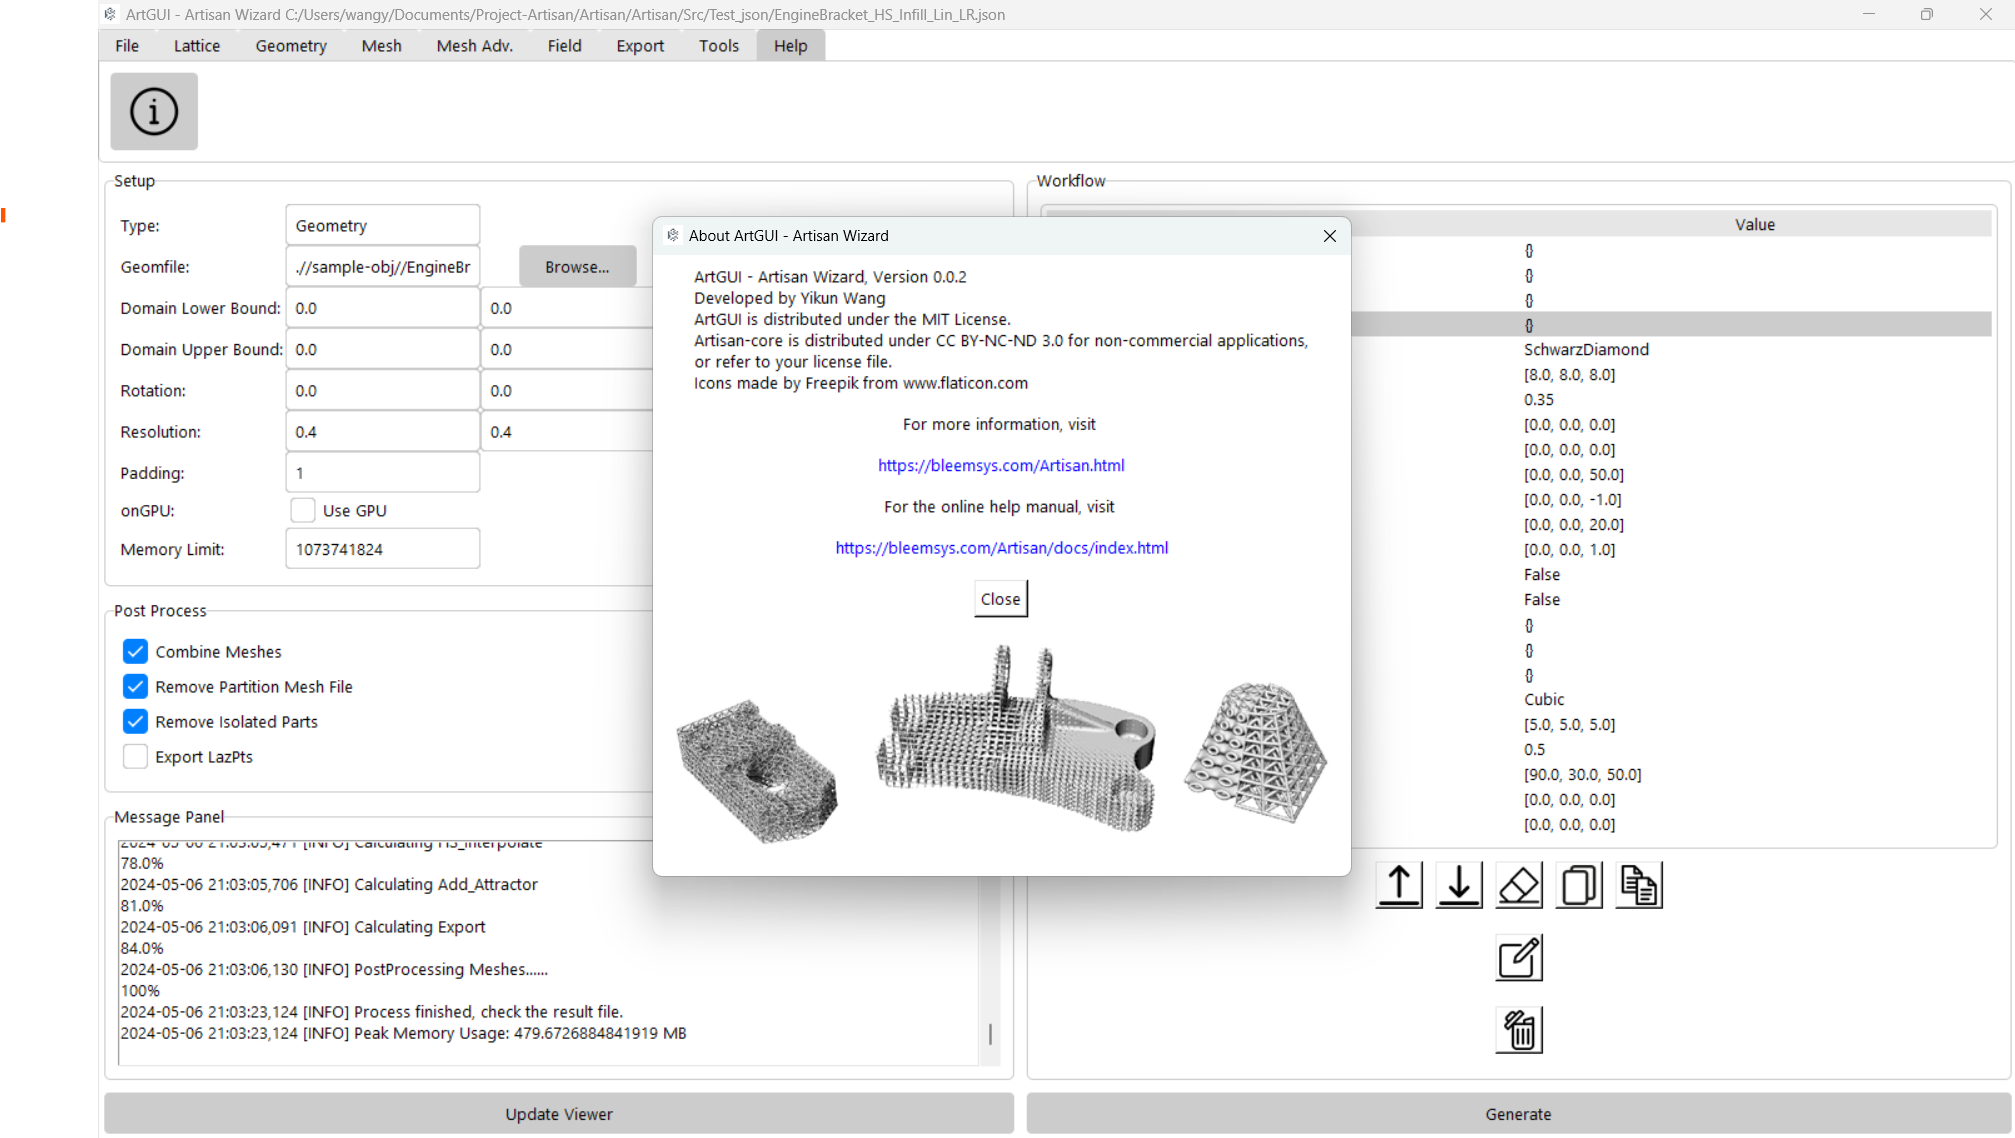 ArtGUI - Artisan Wizard C:/Users/wangy/Documents/Project-Artisan/Artisan/Artisan/Src/Test_json/EngineBracket_HS_Infill_Lin_LR.json
File Lattice Geometry Mesh Mesh Adv. Field Export Tools Help
Setup
Type: Geometry
Geomfile: .//sample-obj//EngineBr Browse...
Domain Lower Bound: 0.0 0.0
Domain Upper Bound: 0.0 0.0
Rotation: 0.0 0.0
Resolution: 0.4 0.4
Padding: 1
onGPU: Use GPU
Memory Limit: 1073741824
Post Process
Combine Meshes
Remove Partition Mesh File
Remove Isolated Parts
Export LazPts
Message Panel
2024-05-06 21:03:05,471 [INFO] Calculating HS_Interpolate
78.0%
2024-05-06 21:03:05,706 [INFO] Calculating Add_Attractor
81.0%
2024-05-06 21:03:06,091 [INFO] Calculating Export
84.0%
2024-05-06 21:03:06,130 [INFO] PostProcessing Meshes......
100%
2024-05-06 21:03:23,124 [INFO] Process finished, check the result file.
2024-05-06 21:03:23,124 [INFO] Peak Memory Usage: 479.6726884841919 MB
Update Viewer
About ArtGUI - Artisan Wizard
ArtGUI - Artisan Wizard, Version 0.0.2
Developed by Yikun Wang
ArtGUI is distributed under the MIT License.
Artisan-core is distributed under CC BY-NC-ND 3.0 for non-commercial applications,
or refer to your license file.
Icons made by Freepik from www.flaticon.com
For more information, visit
https://bleemsys.com/Artisan.html
For the online help manual, visit
https://bleemsys.com/Artisan/docs/index.html
Close
Workflow
Value
{}
{}
{}
{}
SchwarzDiamond
[8.0, 8.0, 8.0]
0.35
[0.0, 0.0, 0.0]
[0.0, 0.0, 0.0]
[0.0, 0.0, 50.0]
[0.0, 0.0, -1.0]
[0.0, 0.0, 20.0]
[0.0, 0.0, 1.0]
False
False
{}
{}
{}
Cubic
[5.0, 5.0, 5.0]
0.5
[90.0, 30.0, 50.0]
[0.0, 0.0, 0.0]
[0.0, 0.0, 0.0]
Generate